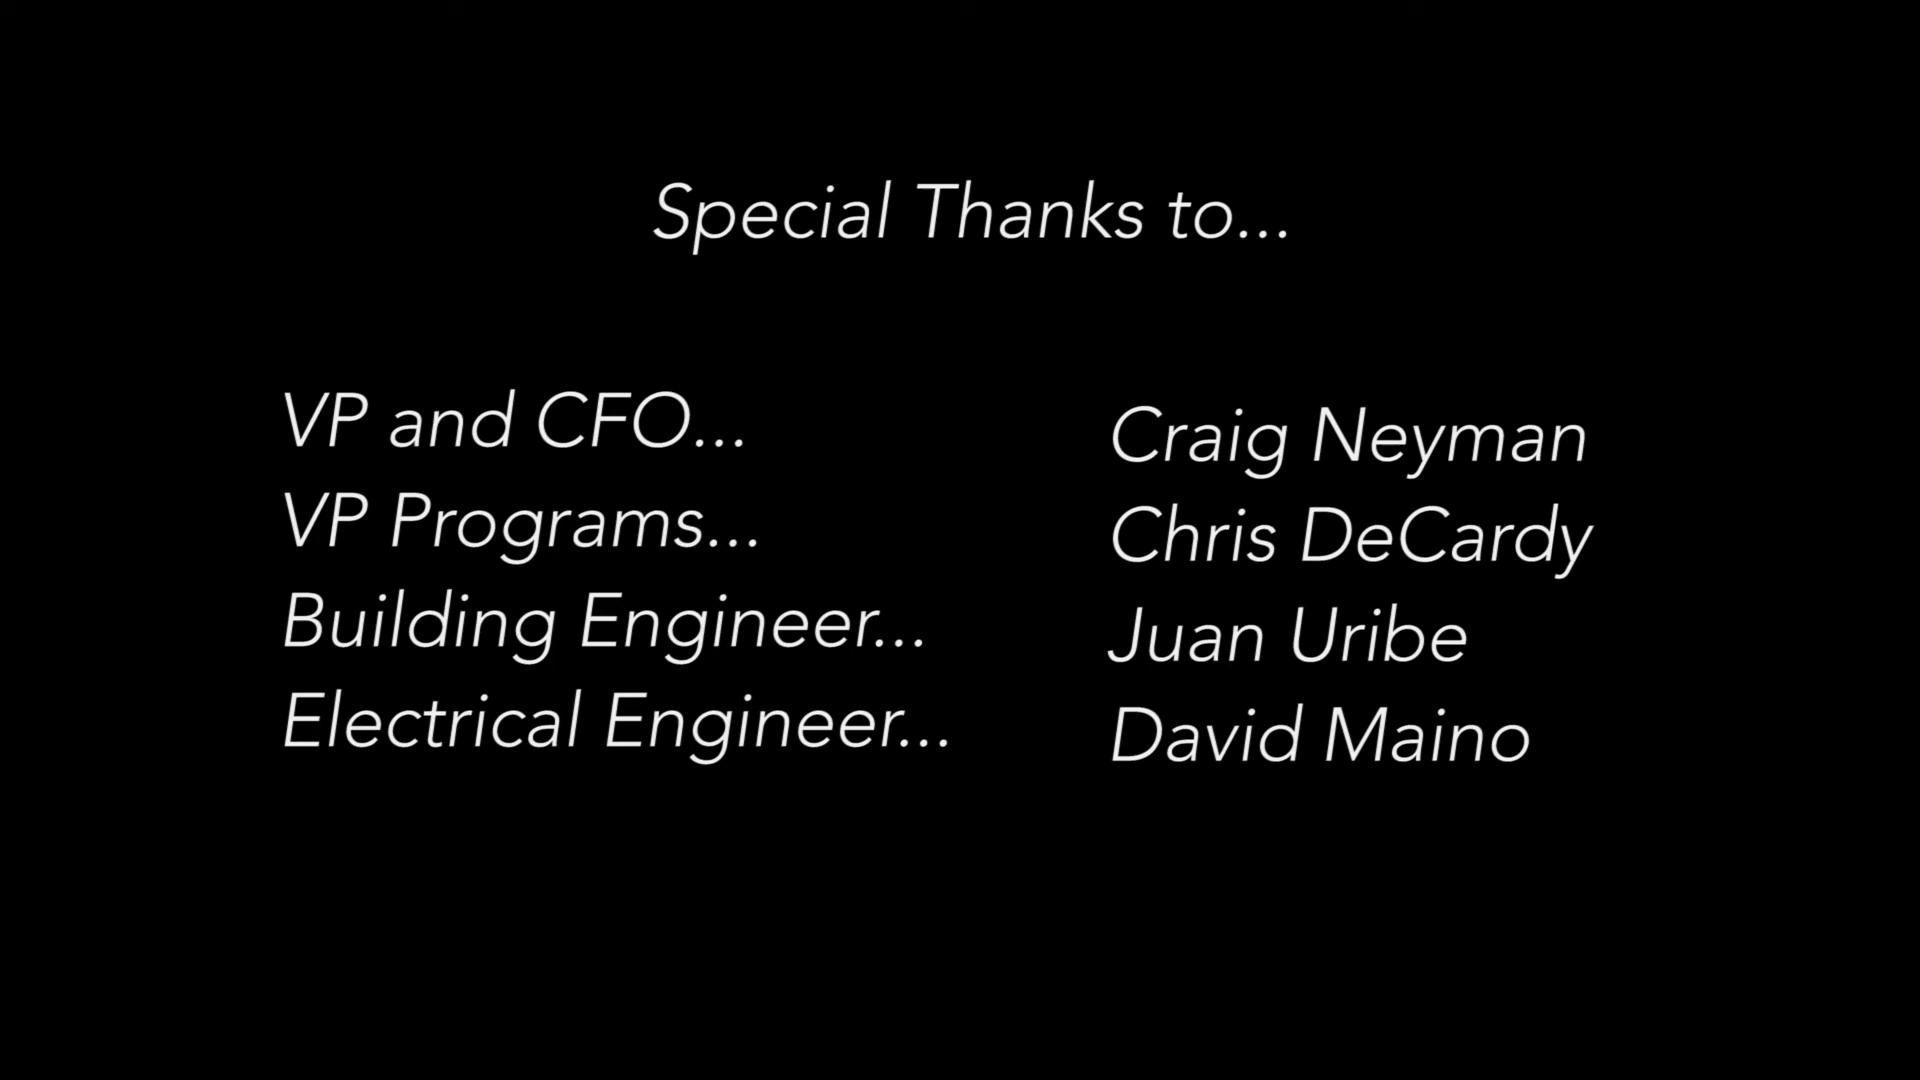 Special Thanks to...
VP and CFO... Craig Neyman
VP Programs... Chris DeCardy
Building Engineer... Juan Uribe
Electrical Engineer... David Maino